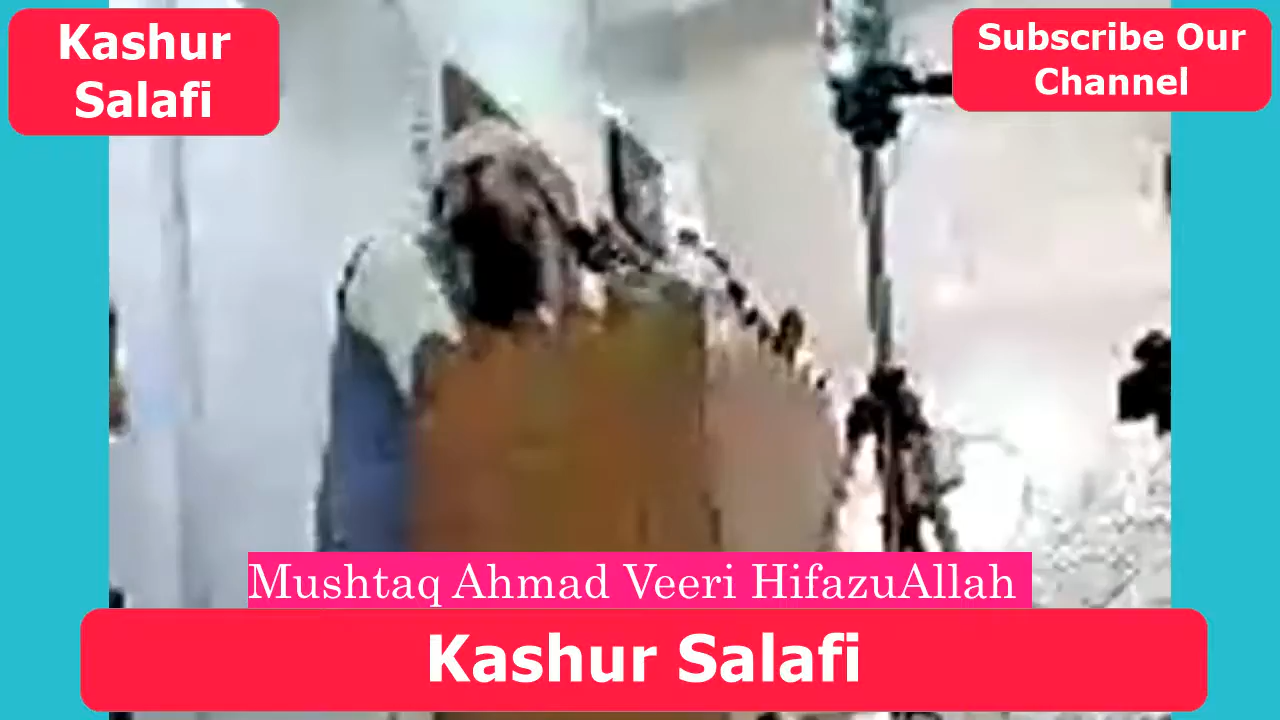 Kashur
Salafi
Subscribe Our
Channel
Mushtaq Ahmad Veeri HifazuAllah
Kashur Salafi